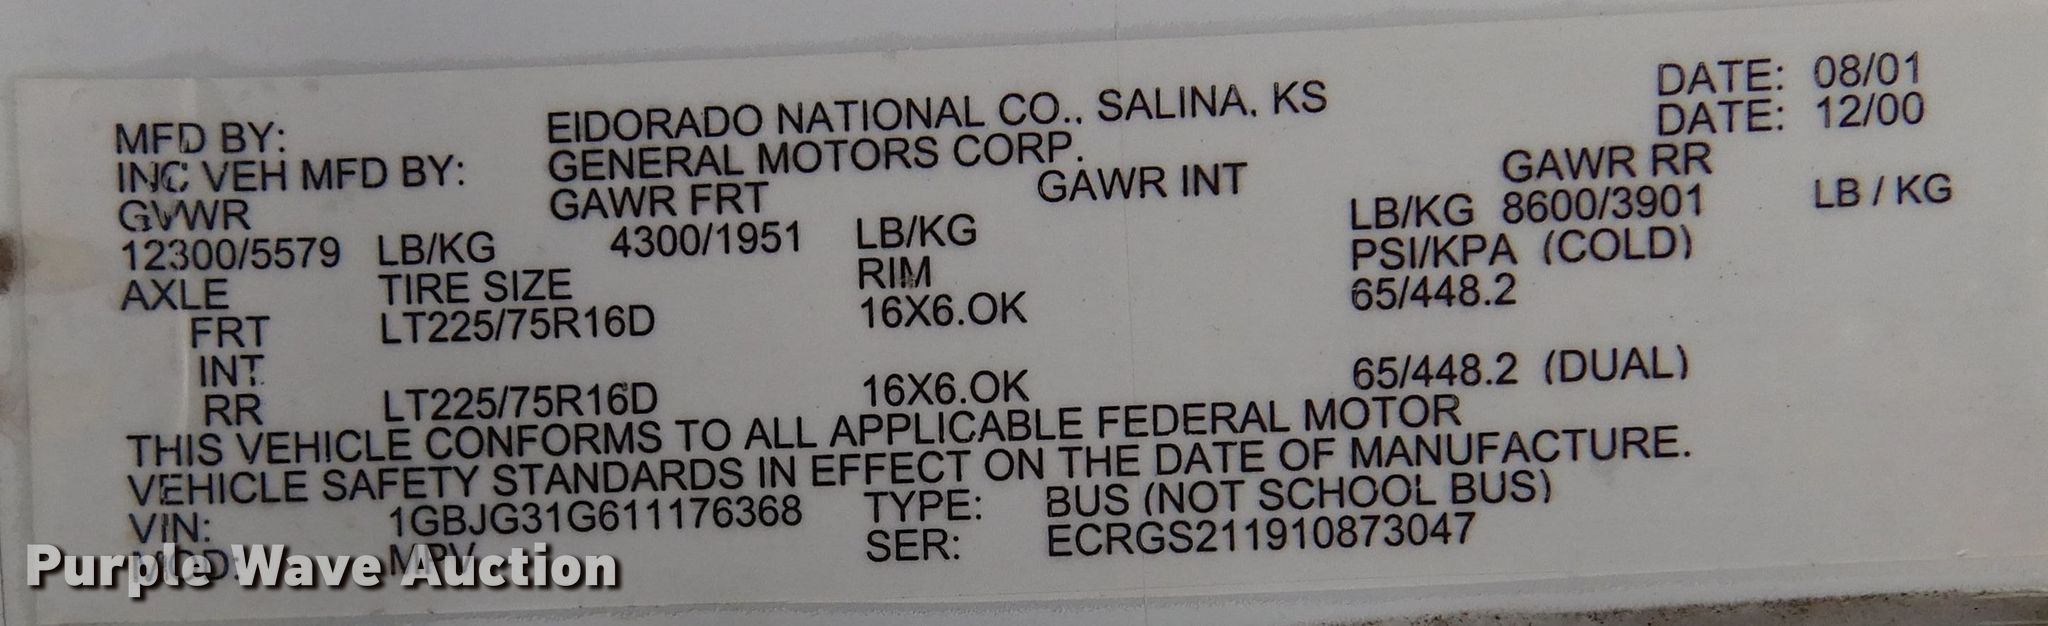 MFD BY: EIDORADO NATIONAL CO., SALINA, KS DATE: 08/01
INC VEH MFD BY: GENERAL MOTORS CORP. DATE: 12/00
GVWR GAWR FRT GAWR INT GAWR RR
12300/5579 LB/KG 4300/1951 LB/KG LB/KG 8600/3901 LB / KG
AXLE TIRE SIZE RIM PSI/KPA (COLD)
FRT LT225/75R16D 16X6.OK 65/448.2
INT
RR LT225/75R16D 16X6.OK 65/448.2 (DUAL)
THIS VEHICLE CONFORMS TO ALL APPLICABLE FEDERAL MOTOR
VEHICLE SAFETY STANDARDS IN EFFECT ON THE DATE OF MANUFACTURE.
VIN: 1GBJG31G611176368 TYPE: BUS (NOT SCHOOL BUS)
MOD: MPV SER: ECRGS211910873047
Purple Wave Auction